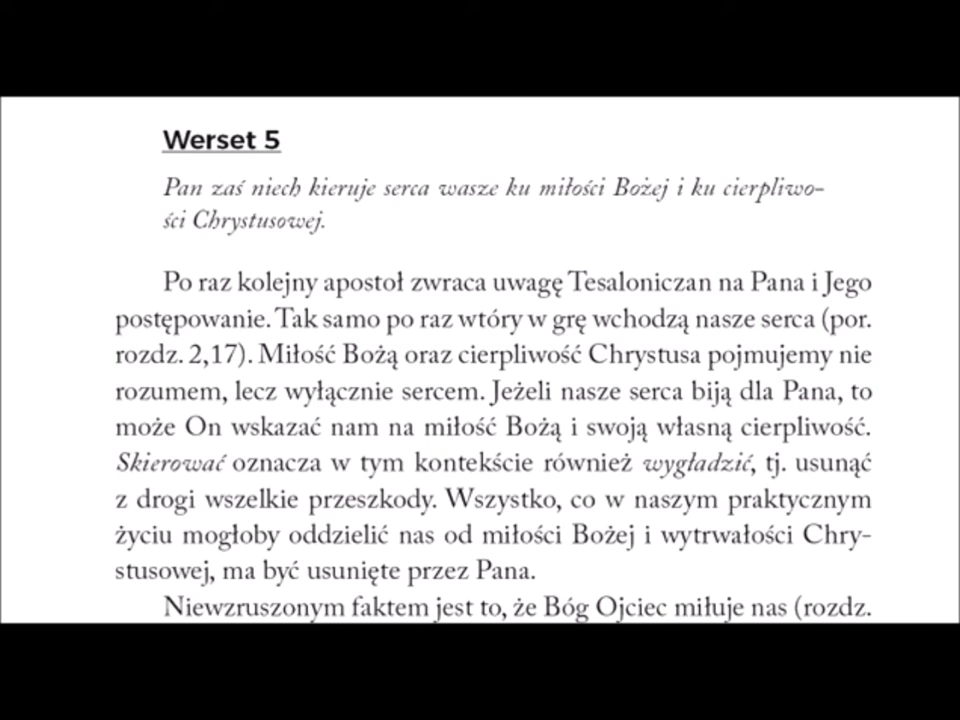 Werset 5
Pan zaś niech kieruje serca wasze ku miłości Bożej i ku cierpliwo-
ści Chrystusowej.
Po raz kolejny apostoł zwraca uwagę Tesaloniczan na Pana i Jego
postępowanie. Tak samo po raz wtóry w grę wchodzą nasze serca (por.
rozdz. 2,17). Miłość Bożą oraz cierpliwość Chrystusa pojmujemy nie
rozumem, lecz wyłącznie sercem. Jeżeli nasze serca biją dla Pana, to
może On wskazać nam na miłość Bożą i swoją własną cierpliwość.
Skierować oznacza w tym kontekście również wygładzić, tj. usunąć
z drogi wszelkie przeszkody. Wszystko, co w naszym praktycznym
życiu mogłoby oddzielić nas od miłości Bożej i wytrwałości Chry-
stusowej, ma być usunięte przez Pana.
Niewzruszonym faktem jest to, że Bóg Ojciec miłuje nas (rozdz.